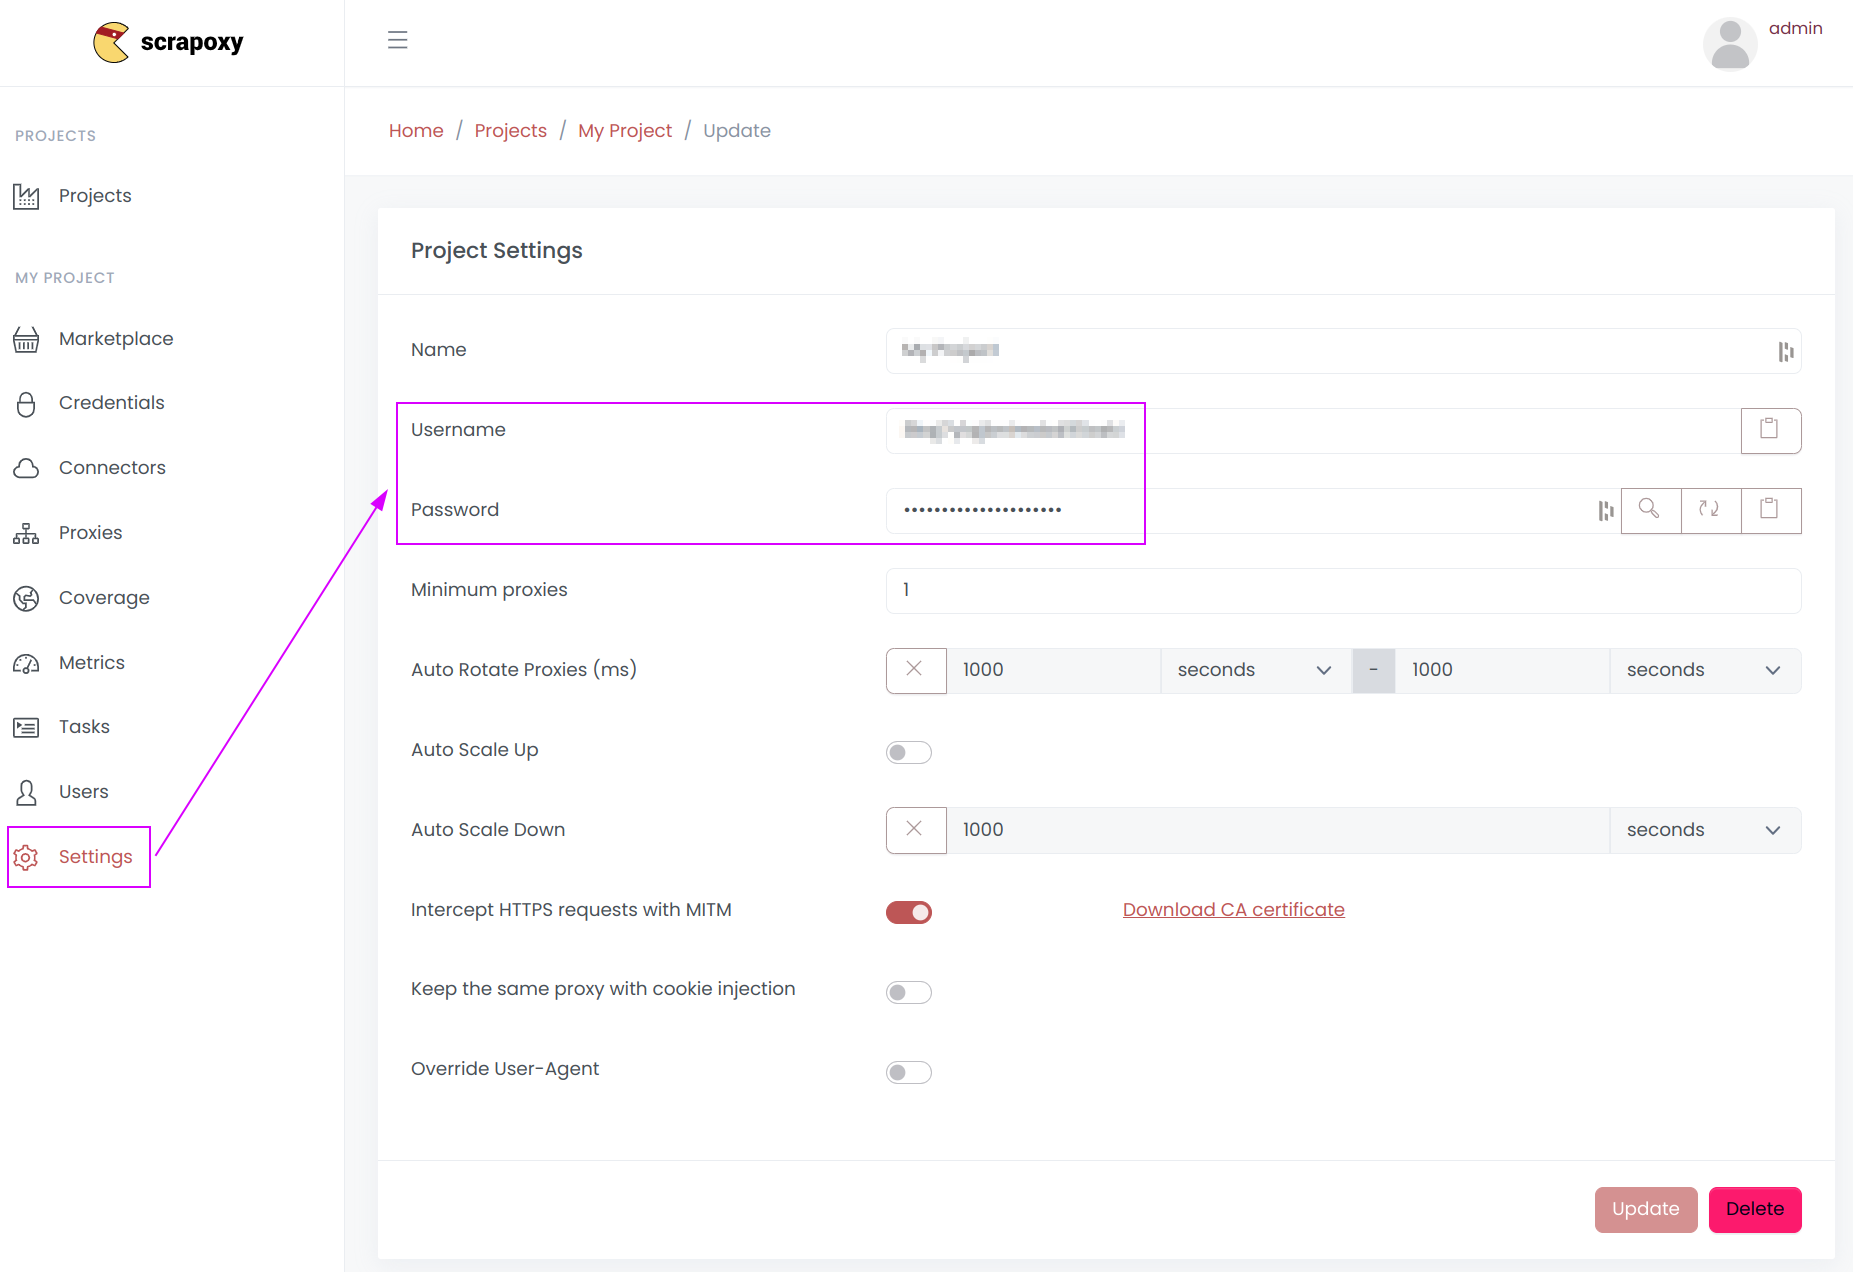 scrapoxy
admin
PROJECTS
Projects
MY PROJECT
Marketplace
Credentials
Connectors
Proxies
Coverage
Metrics
Tasks
Users
Settings
Home / Projects / My Project / Update
Project Settings
Name
Username
Password
Minimum proxies 1
Auto Rotate Proxies (ms) 1000 seconds - 1000 seconds
Auto Scale Up
Auto Scale Down 1000 seconds
Intercept HTTPS requests with MITM Download CA certificate
Keep the same proxy with cookie injection
Override User-Agent
Update Delete